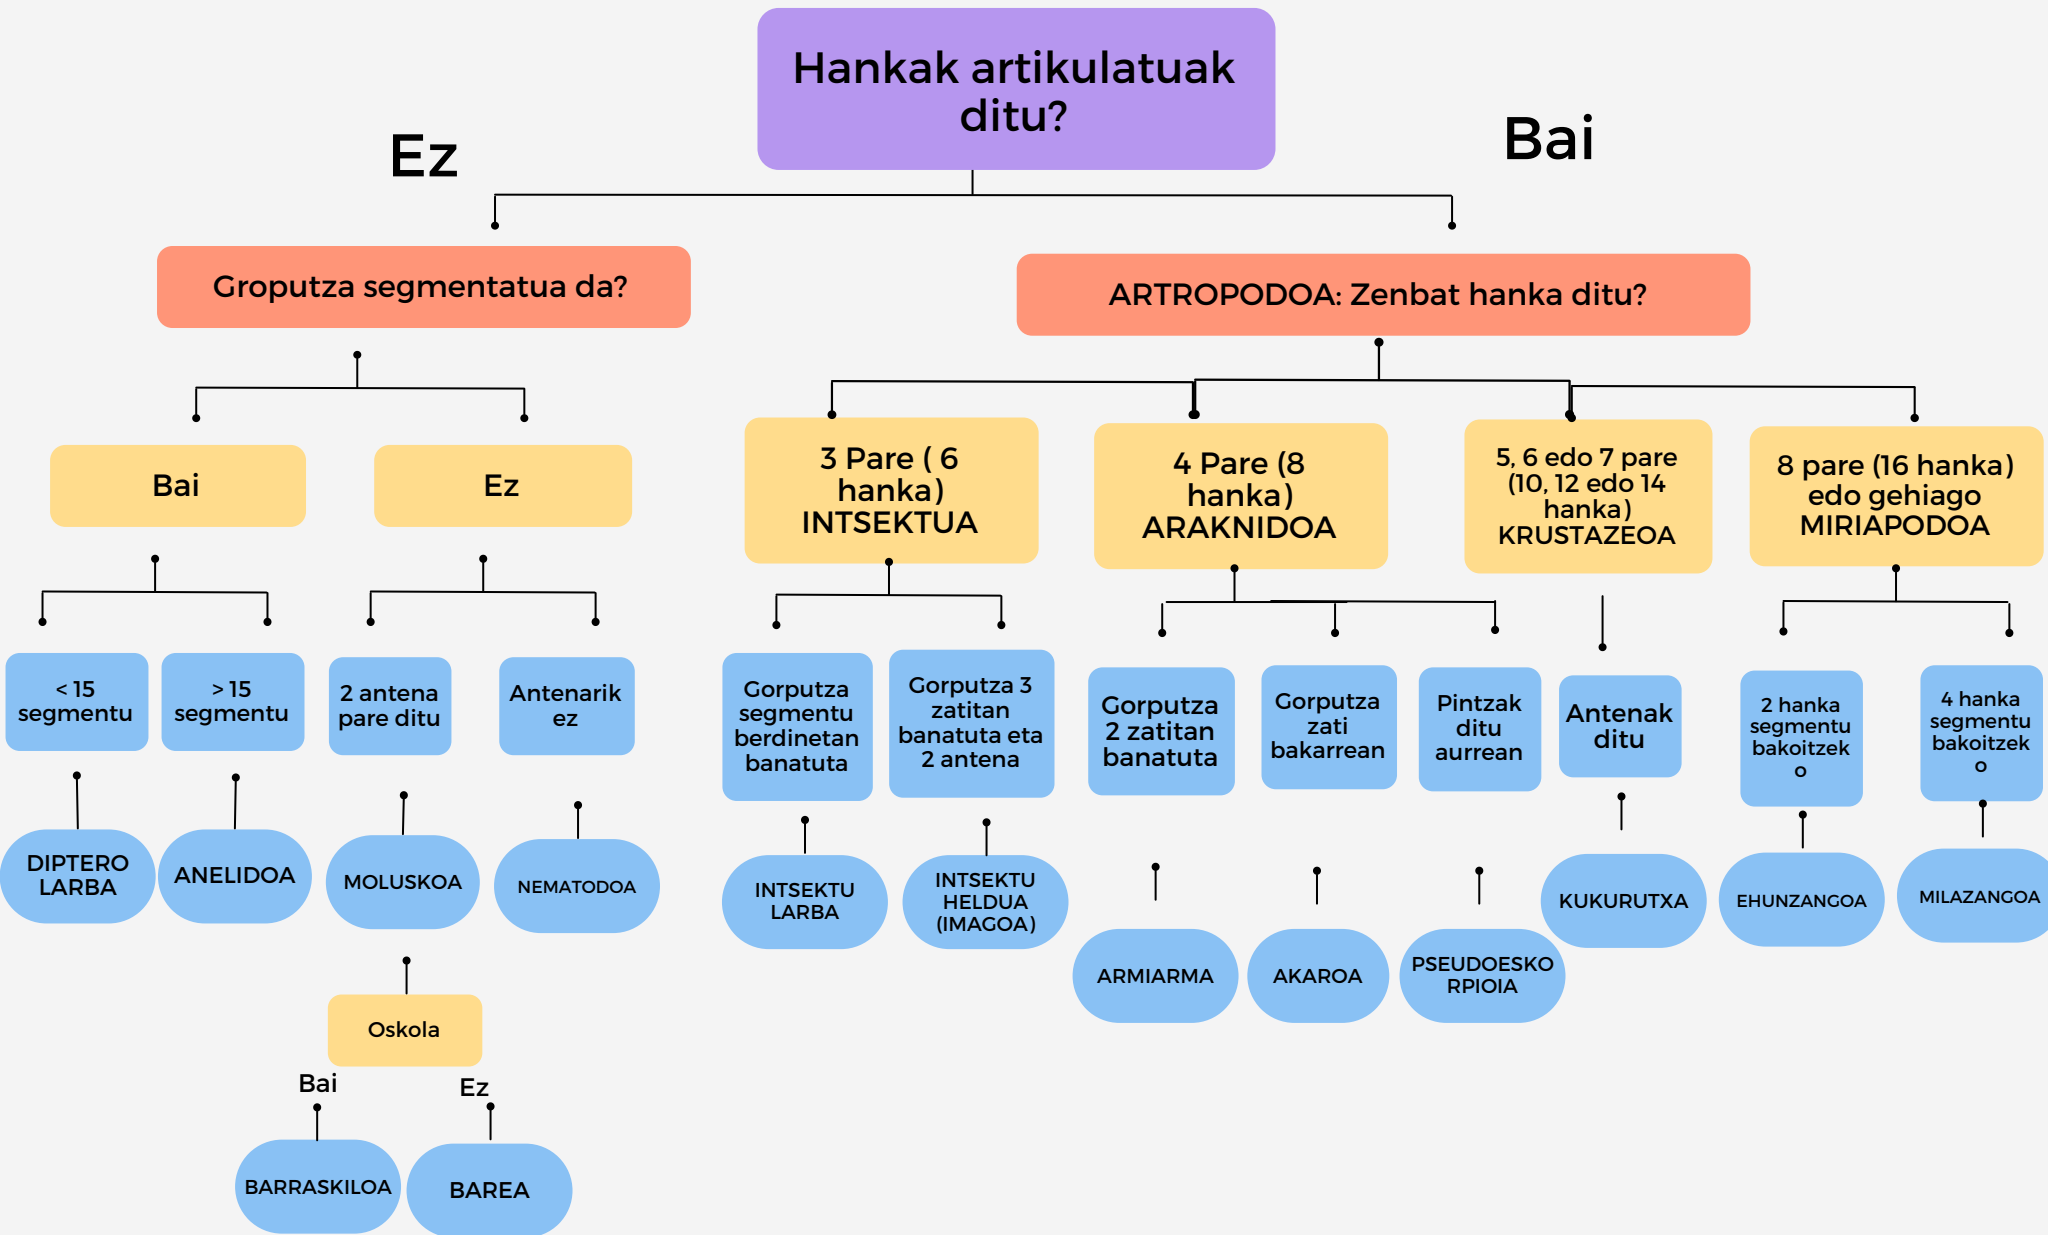 Hankak artikulatuak
ditu?
Ez
Bai
Groputza segmentatua da?
ARTROPODOA: Zenbat hanka ditu?
Bai
Ez
3 Pare ( 6
hanka)
INTSEKTUA
4 Pare (8
hanka)
ARAKNIDOA
5, 6 edo 7 pare
(10, 12 edo 14
hanka)
KRUSTAZEOA
8 pare (16 hanka)
edo gehiago
MIRIAPODOA
< 15
segmentu
> 15
segmentu
2 antena
pare ditu
Antenarik
ez
Gorputza
segmentu
berdinetan
banatuta
Gorputza 3
zatitan
banatuta eta
2 antena
Gorputza
2 zatitan
banatuta
Gorputza
zati
bakarrean
Pintzak
ditu
aurrean
Antenak
ditu
2 hanka
segmentu
bakoitzek
o
4 hanka
segmentu
bakoitzek
o
DIPTERO
LARBA
ANELIDOA
MOLUSKOA
NEMATODOA
INTSEKTU
LARBA
INTSEKTU
HELDUA
(IMAGOA)
ARMIARMA
AKAROA
PSEUDOESKO
RPIOIA
KUKURUTXA
EHUNZANGOA
MILAZANGOA
Oskola
Bai
Ez
BARRASKILOA
BAREA